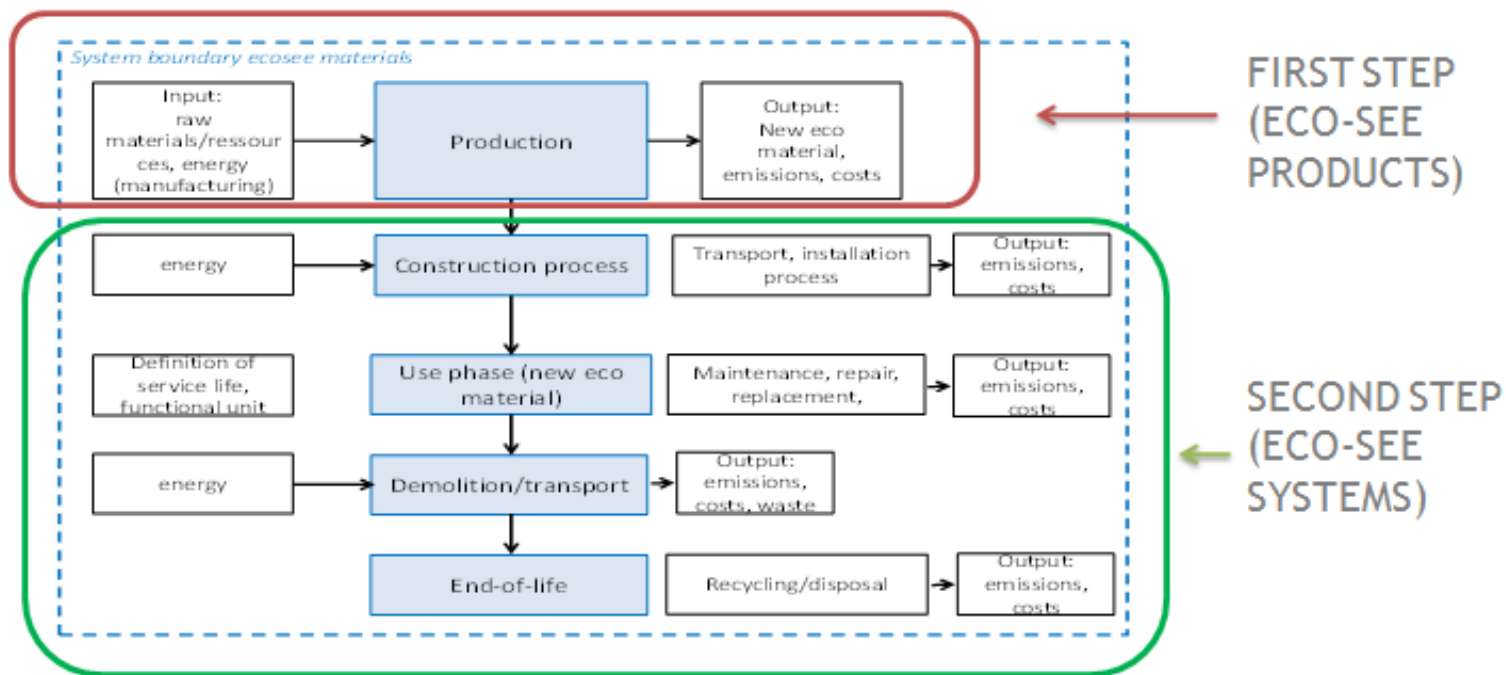 System boundary ecosee materials
Input:
raw
materials/ressour
ces, energy
(manufacturing)
Production
Output:
New eco
material,
emissions, costs
FIRST STEP
(ECO-SEE
PRODUCTS)
energy
Construction process
Transport, installation
process
Output:
emissions,
costs
Definition of
service life,
functional unit
Use phase (new eco
material)
Maintenance, repair,
replacement,
Output:
emissions,
costs
SECOND STEP
(ECO-SEE
SYSTEMS)
energy
Demolition/transport
Output:
emissions,
costs, waste
End-of-life
Recycling/disposal
Output:
emissions,
costs